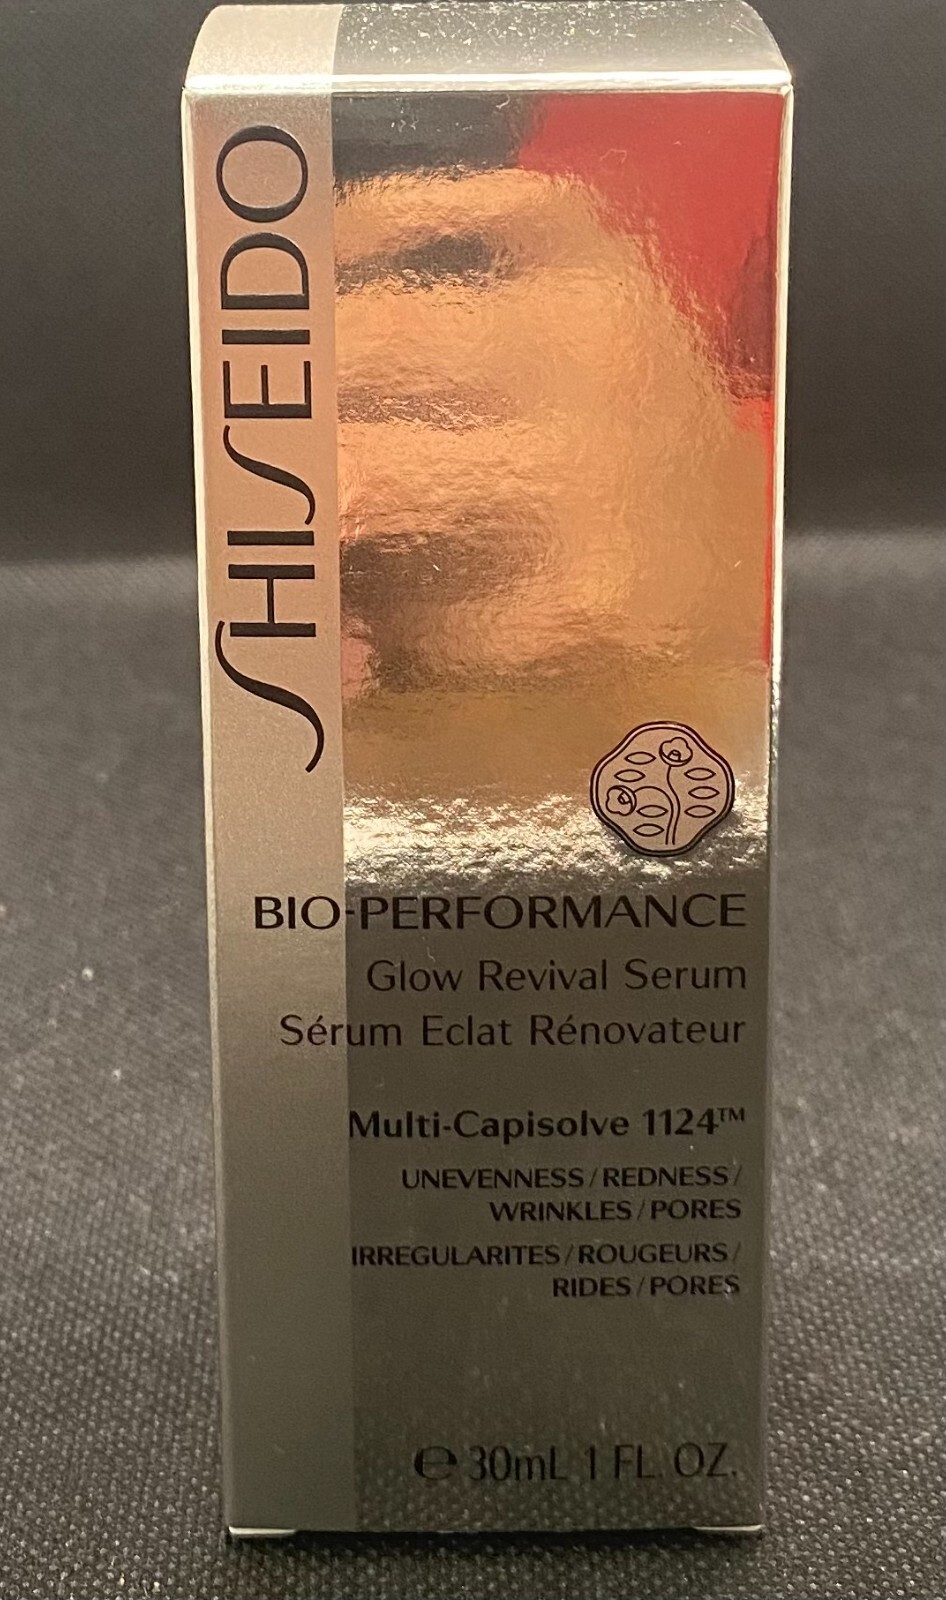 SHISEIDO
BIO-PERFORMANCE
Glow Revival Serum
Sérum Eclat Rénovateur
Multi-Capisolve 1124™
UNEVENNESS/REDNESS/
WRINKLES/PORES
IRREGULARITES/ROUGEURS/
RIDES/PORES
℮ 30mL 1 FL. OZ.